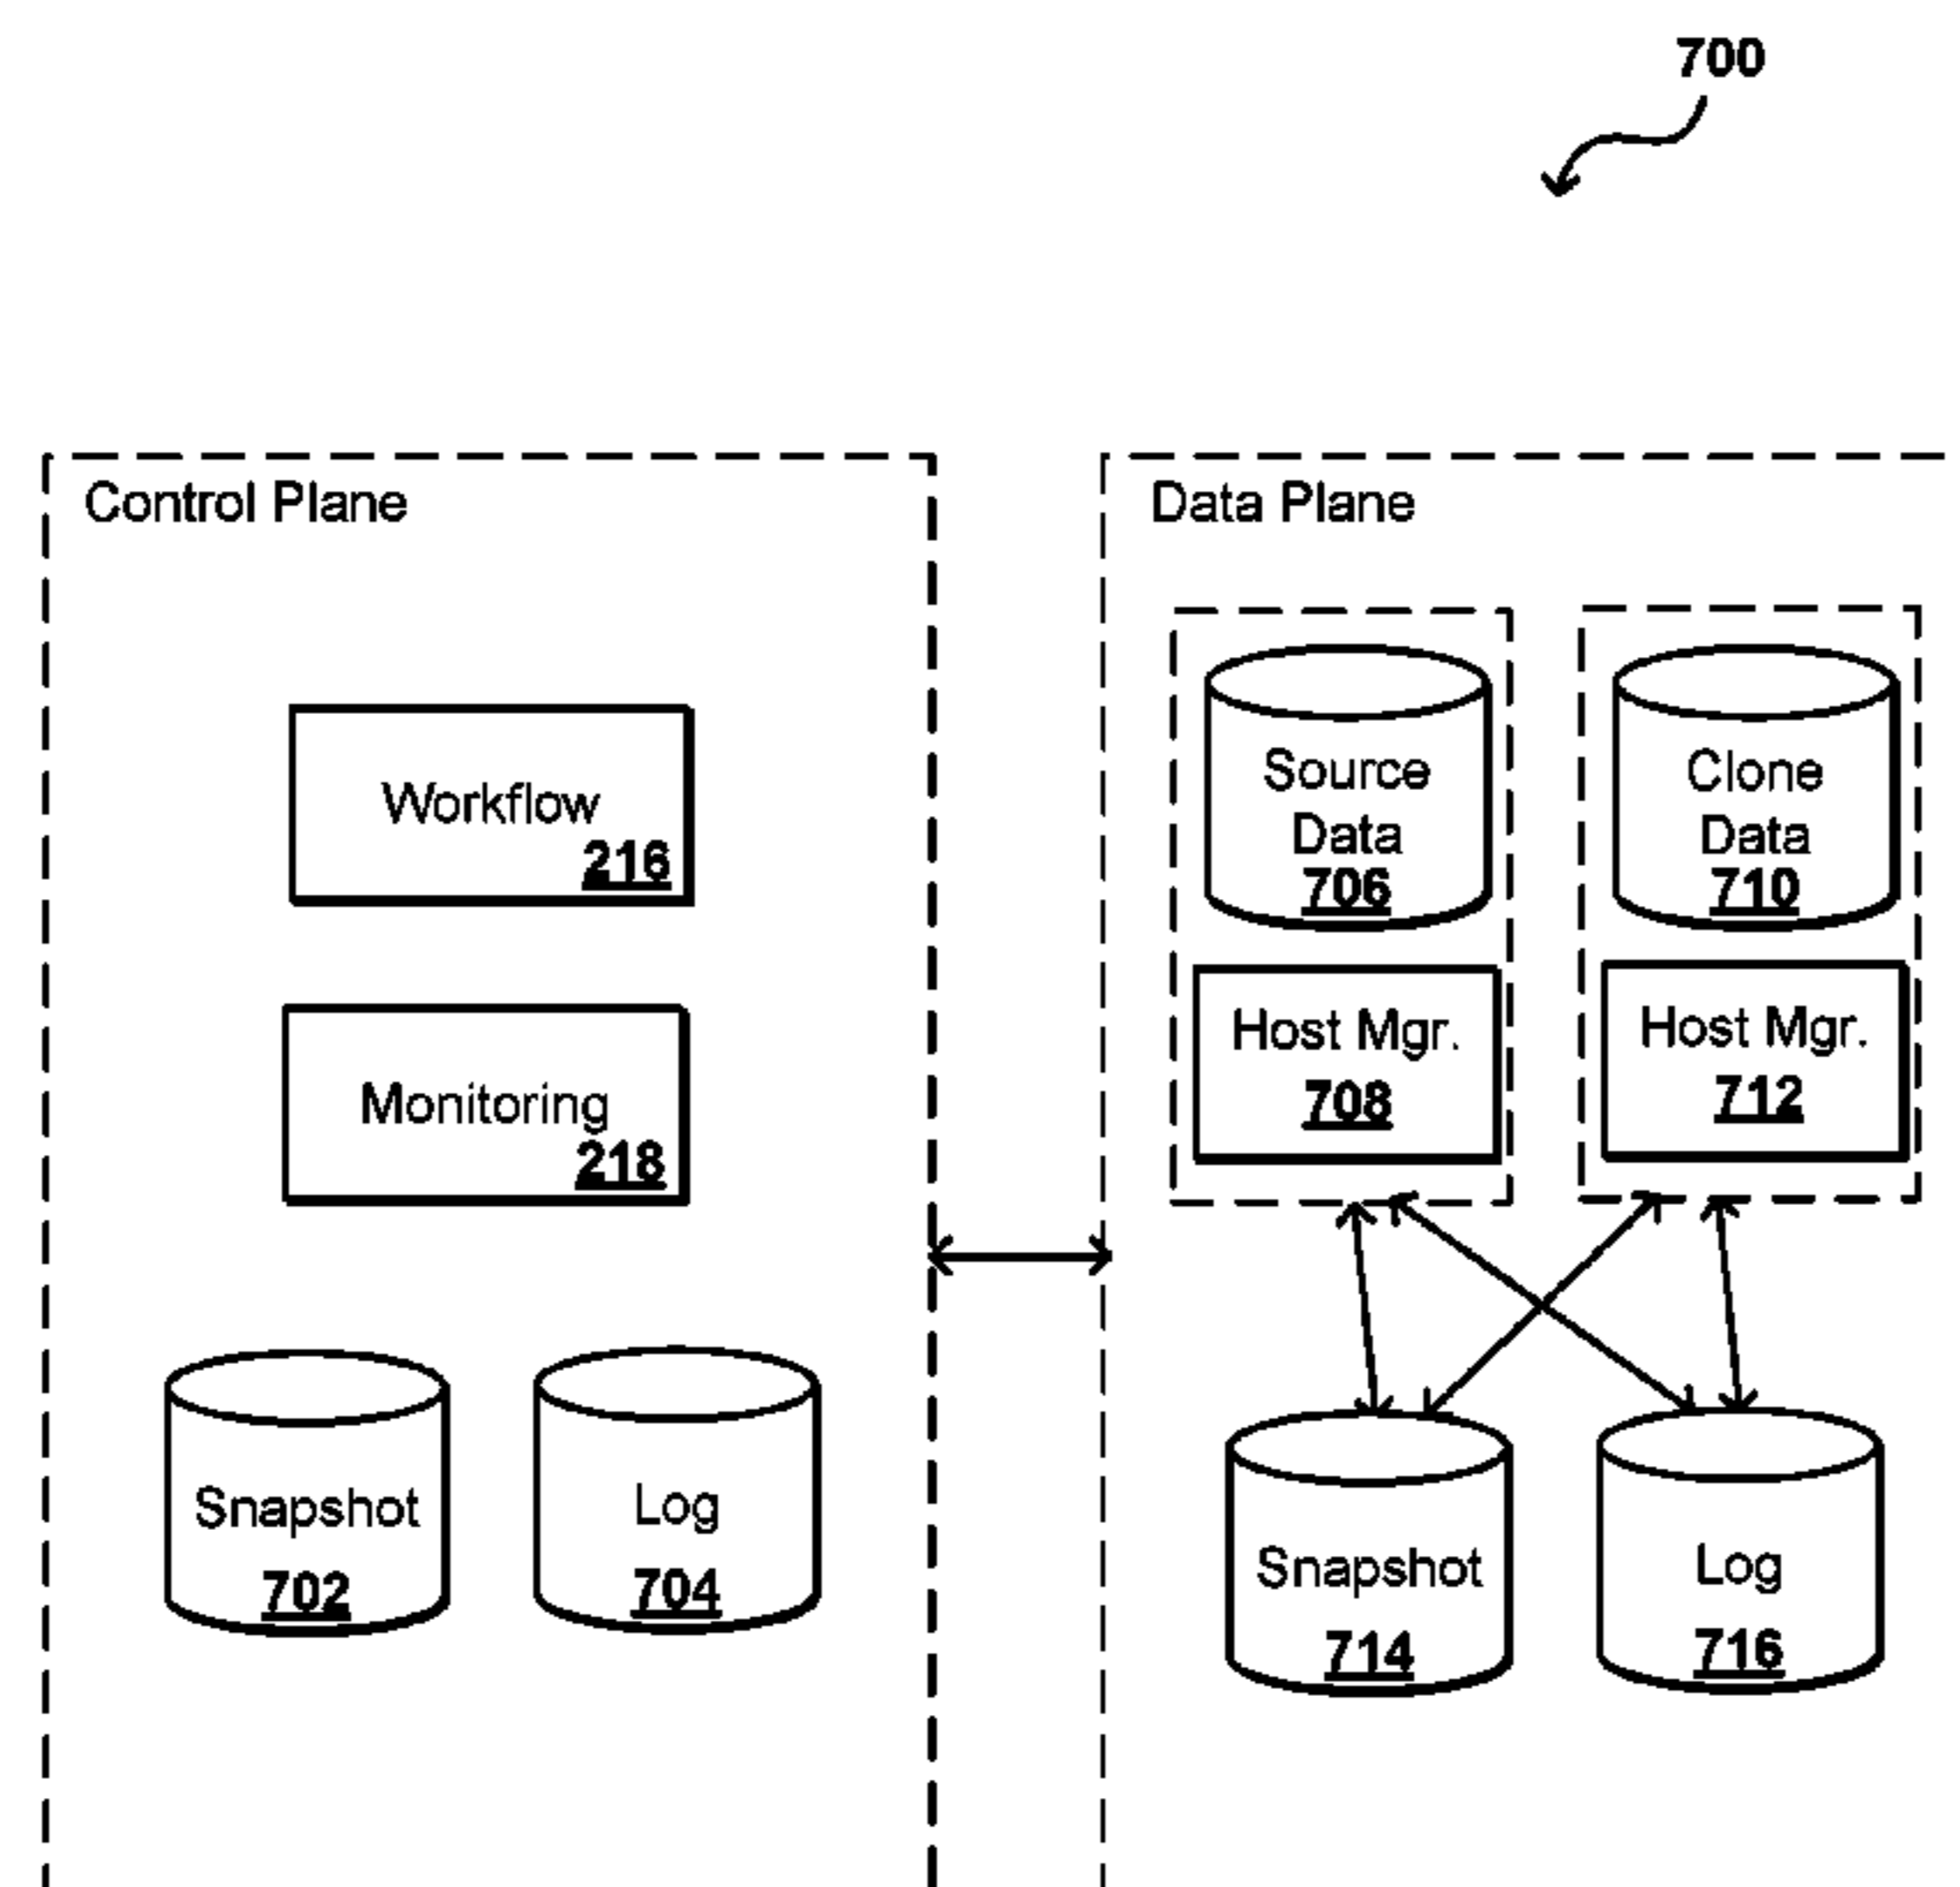 700
Control Plane
Workflow
216
Monitoring
218
Snapshot
702
Log
704
Data Plane
Source
Data
706
Host Mgr.
708
Clone
Data
710
Host Mgr.
712
Snapshot
714
Log
716